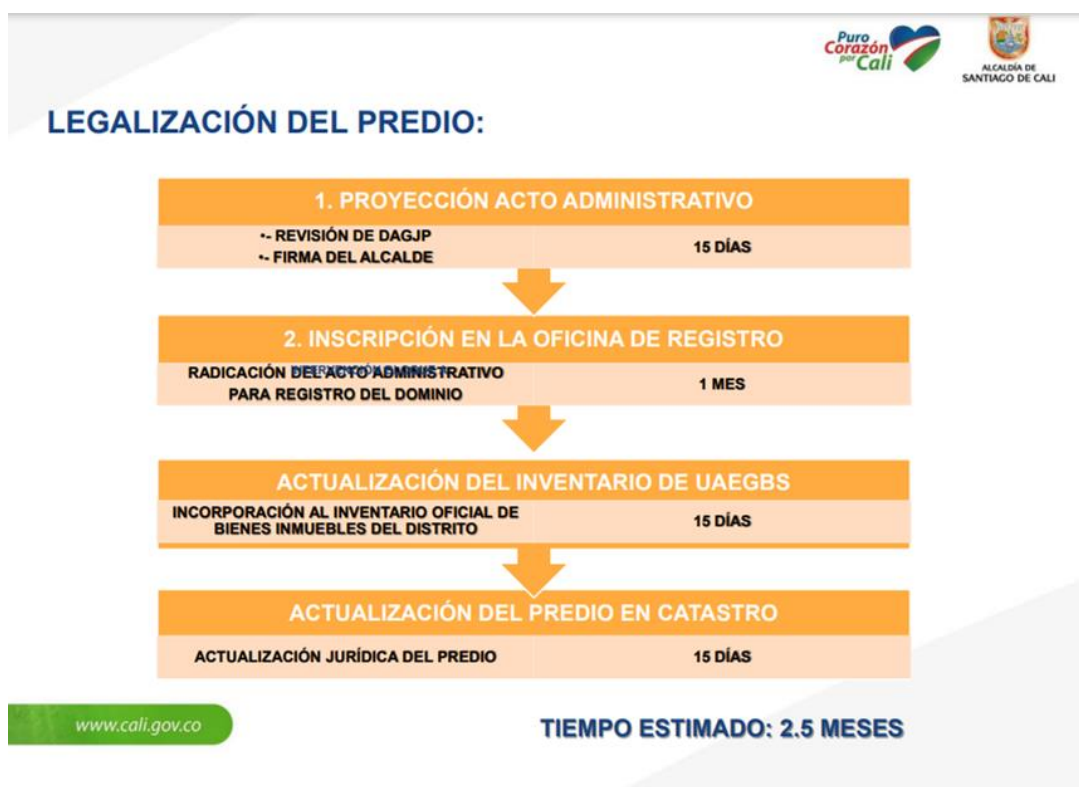 Puro
Corazón
por Cali
ALCALDÍA DE
SANTIAGO DE CALI
LEGALIZACIÓN DEL PREDIO:
1. PROYECCIÓN ACTO ADMINISTRATIVO
•- REVISIÓN DE DAGJP
•- FIRMA DEL ALCALDE
15 DÍAS
2. INSCRIPCIÓN EN LA OFICINA DE REGISTRO
RADICACIÓN DEL ACTO ADMINISTRATIVO
PARA REGISTRO DEL DOMINIO
1 MES
ACTUALIZACIÓN DEL INVENTARIO DE UAEGBS
INCORPORACIÓN AL INVENTARIO OFICIAL DE
BIENES INMUEBLES DEL DISTRITO
15 DÍAS
ACTUALIZACIÓN DEL PREDIO EN CATASTRO
ACTUALIZACIÓN JURÍDICA DEL PREDIO
15 DÍAS
www.cali.gov.co
TIEMPO ESTIMADO: 2.5 MESES